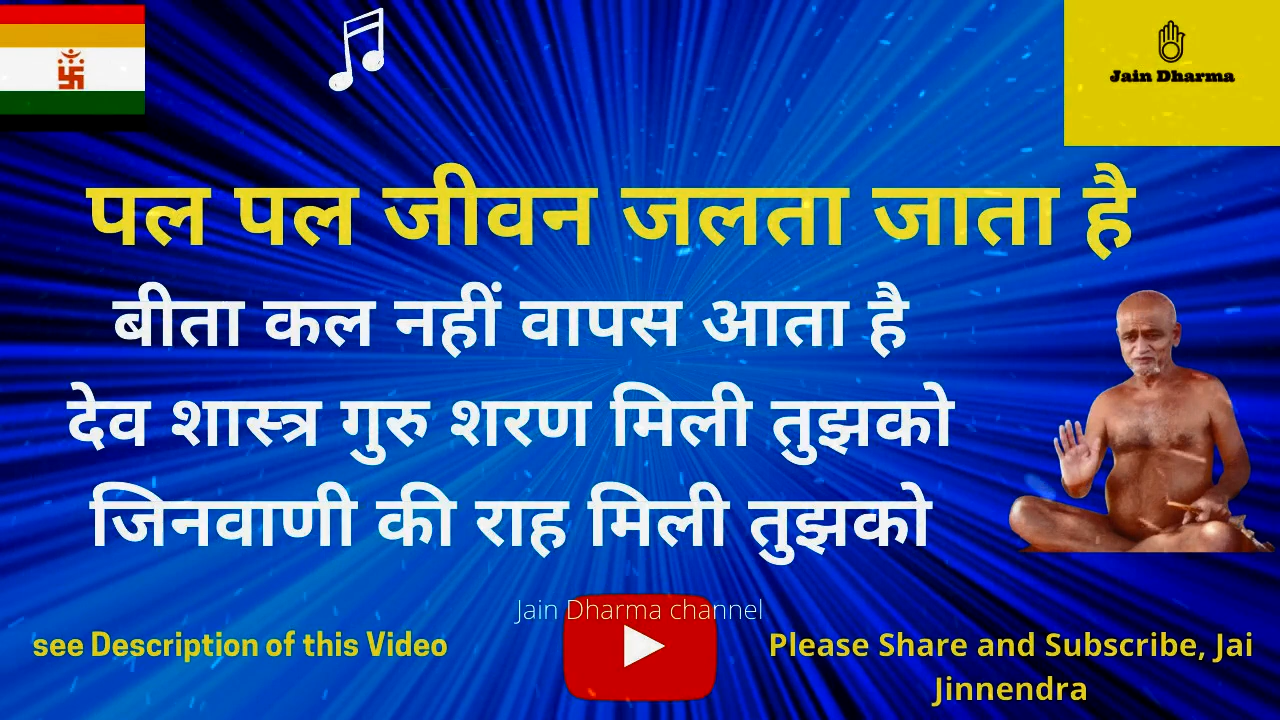 Jain Dharma
पल पल जीवन जलता जाता है
बीता कल नहीं वापस आता है
देव शास्त्र गुरु शरण मिली तुझको
जिनवाणी की राह मिली तुझको
Jain Dharma channel
see Description of this Video
Please Share and Subscribe, Jai
Jinnendra